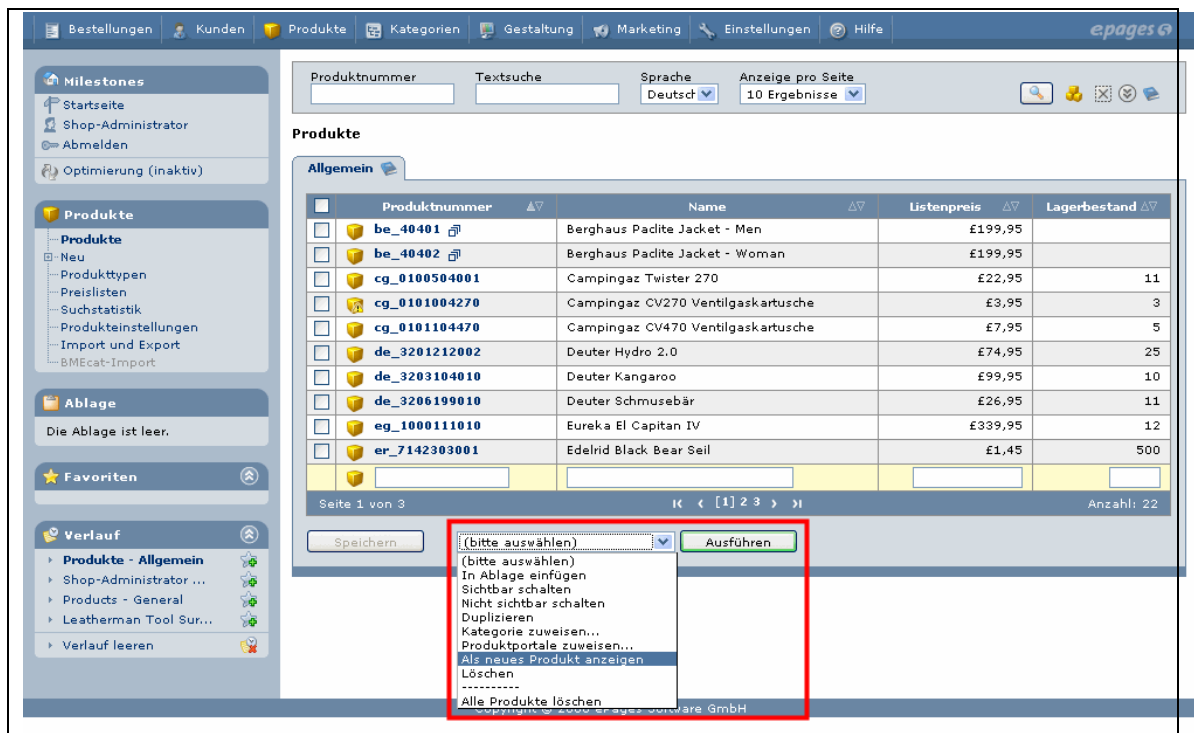 Bestellungen Kunden Produkte Kategorien Gestaltung Marketing Einstellungen Hilfe epages
Milestones
Startseite
Shop-Administrator
Abmelden
Optimierung (inaktiv)
Produkte
Produkte
Neu
Produkttypen
Preislisten
Suchstatistik
Produkteinstellungen
Import und Export
BMEcat-Import
Ablage
Die Ablage ist leer.
Favoriten
Verlauf
Produkte - Allgemein
Shop-Administrator ...
Products - General
Leatherman Tool Sur...
Verlauf leeren
Produktnummer Textsuche Sprache Anzeige pro Seite
Deutsch 10 Ergebnisse
Produkte
Allgemein
Produktnummer Name Listenpreis Lagerbestand
be_40401 Berghaus Paclite Jacket - Men £199,95
be_40402 Berghaus Paclite Jacket - Woman £199,95
cg_0100504001 Campingaz Twister 270 £22,95 11
cg_0101004270 Campingaz CV270 Ventilgaskartusche £3,95 3
cg_0101104470 Campingaz CV470 Ventilgaskartusche £7,95 5
de_3201212002 Deuter Hydro 2.0 £74,95 25
de_3203104010 Deuter Kangaroo £99,95 10
de_3206199010 Deuter Schmusebär £26,95 11
eg_1000111010 Eureka El Capitan IV £339,95 12
er_7142303001 Edelrid Black Bear Seil £1,45 500
Seite 1 von 3 [1] 2 3 Anzahl: 22
Speichern (bitte auswählen) Ausführen
(bitte auswählen)
In Ablage einfügen
Sichtbar schalten
Nicht sichtbar schalten
Duplizieren
Kategorie zuweisen...
Produktportale zuweisen...
Als neues Produkt anzeigen
Löschen
----------
Alle Produkte löschen
Copyright © 2006 ePages Software GmbH